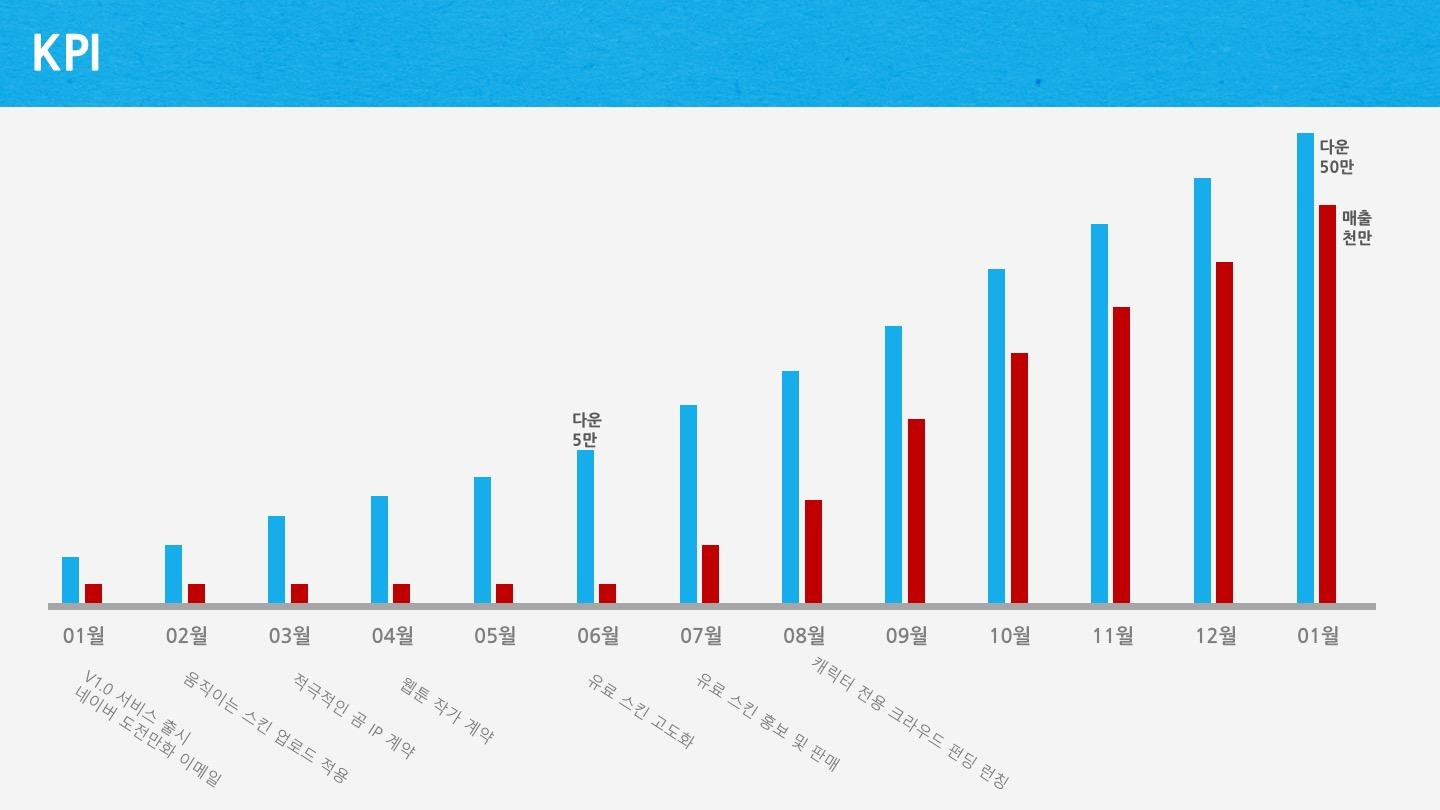 KPI
다운
50만
매출
천만
다운
5만
01월
02월
03월
04월
05월
06월
07월
08월
09월
10월
11월
12월
01월
V1.0 서비스 출시
네이버 도전만화 이메일
움직이는 스킨 업로드 적용
적극적인 곰 IP 계약
웹툰 작가 계약
유료 스킨 고도화
유료 스킨 홍보 및 판매
캐릭터 전용 크라우드 펀딩 런칭